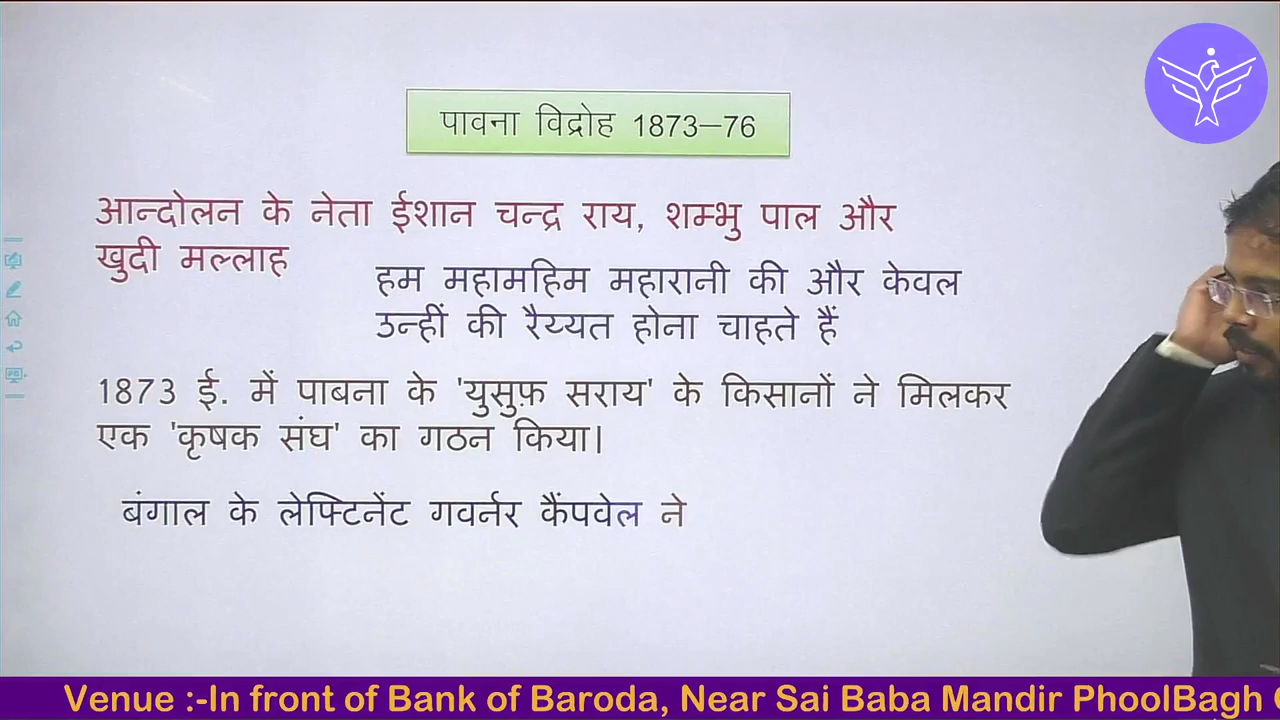 पावना विद्रोह 1873–76
आन्दोलन के नेता ईशान चन्द्र राय, शम्भु पाल और
खुदी मल्लाह
हम महामहिम महारानी की और केवल
उन्हीं की रैय्यत होना चाहते हैं
1873 ई. में पाबना के 'युसुफ़ सराय' के किसानों ने मिलकर
एक 'कृषक संघ' का गठन किया।
बंगाल के लेफ्टिनेंट गवर्नर कैंपवेल ने
Venue :-In front of Bank of Baroda, Near Sai Baba Mandir PhoolBagh